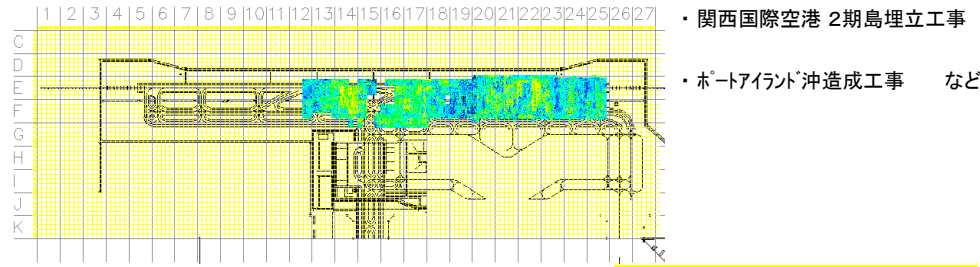 1 2 3 4 5 6 7 8 9 10 11 12 13 14 15 16 17 18 19 20 21 22 23 24 25 26 27
C
D
E
F
G
H
I
J
K
・関西国際空港 2期島埋立工事
・ポートアイランド沖造成工事　　など